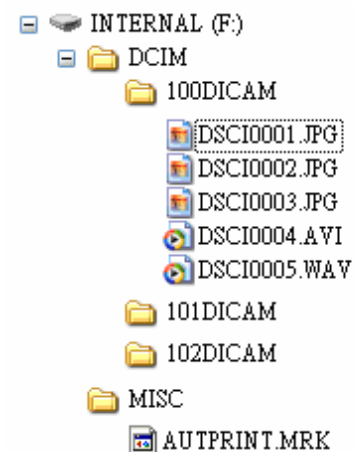 INTERNAL (F:)
DCIM
100DICAM
DSCI0001.JPG
DSCI0002.JPG
DSCI0003.JPG
DSCI0004.AVI
DSCI0005.WAV
101DICAM
102DICAM
MISC
AUTPRINT.MRK